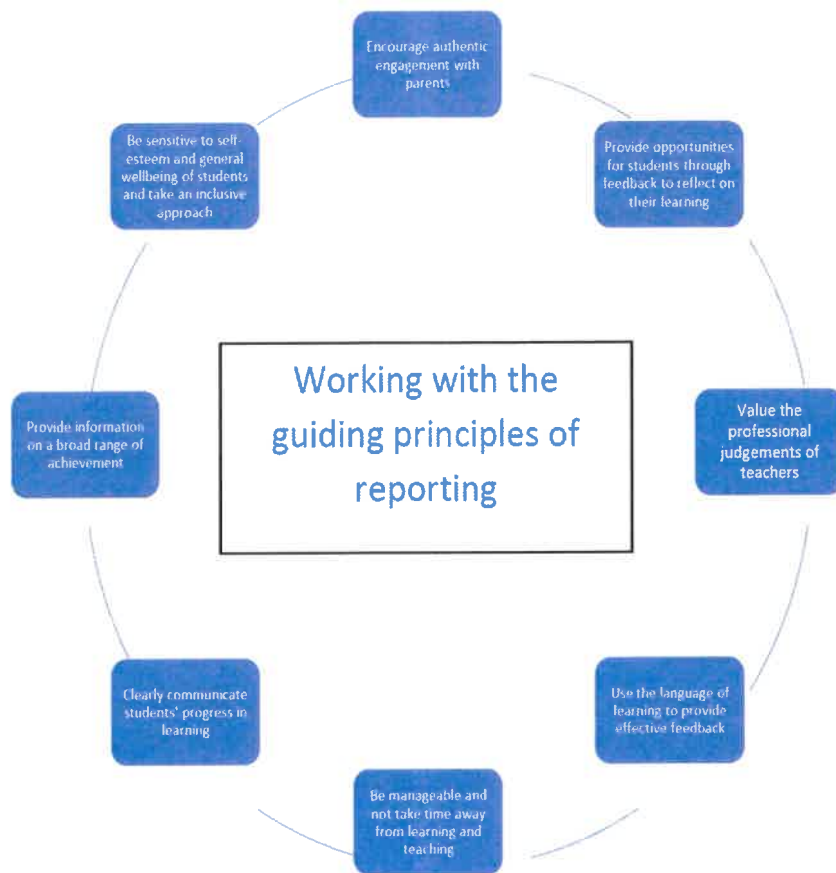 Encourage authentic
engagement with
parents
Provide opportunities
for students through
feedback to reflect on
their learning
Value the
professional
judgements of
teachers
Use the language of
learning to provide
effective feedback
Be manageable and
not take time away
from learning and
teaching
Clearly communicate
students' progress in
learning
Provide information
on a broad range of
achievement
Be sensitive to self-
esteem and general
wellbeing of students
and take an inclusive
approach
Working with the
guiding principles of
reporting